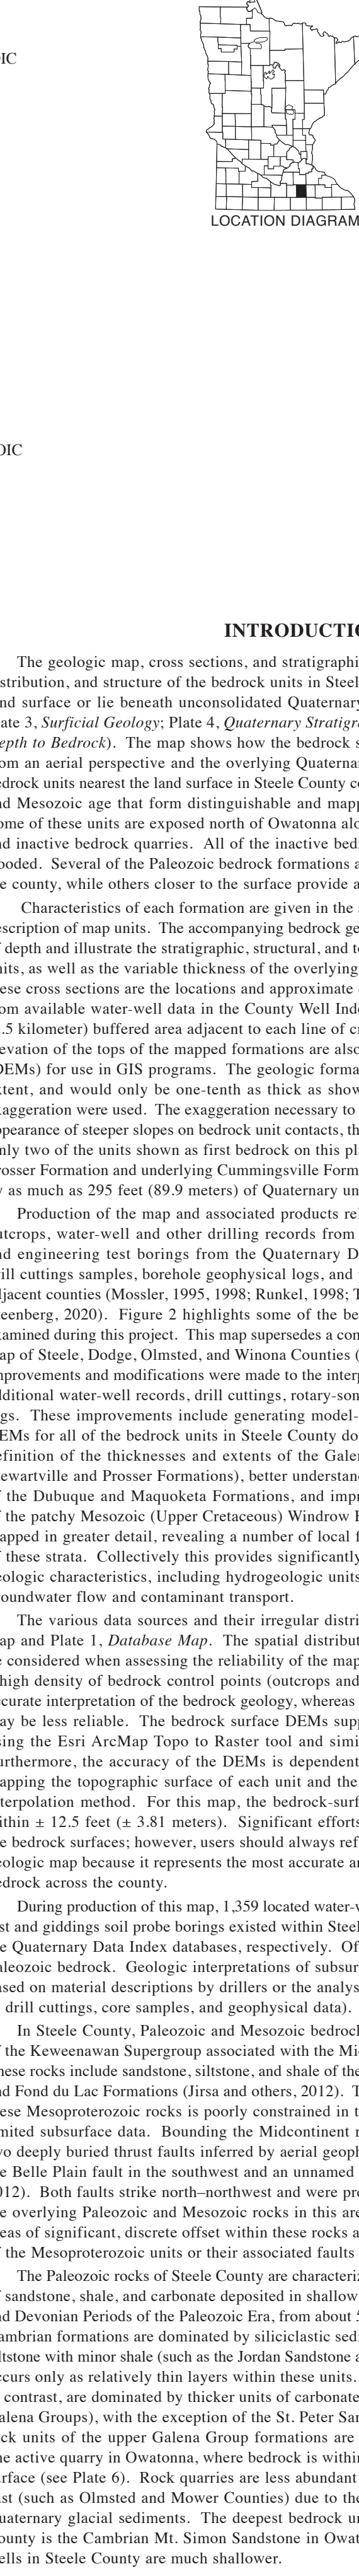 OIC
LOCATION DIAGRAM
OIC
INTRODUCTIO
The geologic map, cross sections, and stratigraphi
istribution, and structure of the bedrock units in Steel
nd surface or lie beneath unconsolidated Quaternary
late 3, Surficial Geology; Plate 4, Quaternary Stratigra
epth to Bedrock). The map shows how the bedrock s
om an aerial perspective and the overlying Quaterna
edrock units nearest the land surface in Steele County co
nd Mesozoic age that form distinguishable and mapp
ome of these units are exposed north of Owatonna alo
nd inactive bedrock quarries. All of the inactive bed
ooded. Several of the Paleozoic bedrock formations a
e county, while others closer to the surface provide a
Characteristics of each formation are given in the
escription of map units. The accompanying bedrock ge
f depth and illustrate the stratigraphic, structural, and to
nits, as well as the variable thickness of the overlying
ese cross sections are the locations and approximate
om available water-well data in the County Well Inde
.5 kilometer) buffered area adjacent to each line of cr
evation of the tops of the mapped formations are also
DEMs) for use in GIS programs. The geologic forma
xtent, and would only be one-tenth as thick as show
xaggeration were used. The exaggeration necessary to
ppearance of steeper slopes on bedrock unit contacts, th
nly two of the units shown as first bedrock on this pl
rosser Formation and underlying Cummingsville Form
y as much as 295 feet (89.9 meters) of Quaternary un
Production of the map and associated products rel
utcrops, water-well and other drilling records from
nd engineering test borings from the Quaternary D
rill cuttings samples, borehole geophysical logs, and
djacent counties (Mossler, 1995, 1998; Runkel, 1998; T
teenberg, 2020). Figure 2 highlights some of the be
xamined during this project. This map supersedes a con
ap of Steele, Dodge, Olmsted, and Winona Counties (
mprovements and modifications were made to the interp
dditional water-well records, drill cuttings, rotary-son
gs. These improvements include generating model-
EMs for all of the bedrock units in Steele County do
efinition of the thicknesses and extents of the Galen
tewartville and Prosser Formations), better understan
f the Dubuque and Maquoketa Formations, and impr
f the patchy Mesozoic (Upper Cretaceous) Windrow F
apped in greater detail, revealing a number of local f
f these strata. Collectively this provides significantly
eologic characteristics, including hydrogeologic units
roundwater flow and contaminant transport.
The various data sources and their irregular distri
ap and Plate 1, Database Map. The spatial distribut
e considered when assessing the reliability of the map
high density of bedrock control points (outcrops and
ccurate interpretation of the bedrock geology, whereas
ay be less reliable. The bedrock surface DEMs supp
sing the Esri ArcMap Topo to Raster tool and simi
urthermore, the accuracy of the DEMs is dependent
apping the topographic surface of each unit and the
nterpolation method. For this map, the bedrock-surf
ithin ± 12.5 feet (± 3.81 meters). Significant efforts
e bedrock surfaces; however, users should always ref
eologic map because it represents the most accurate an
edrock across the county.
During production of this map, 1,359 located water-w
st and giddings soil probe borings existed within Steel
e Quaternary Data Index databases, respectively. Of
aleozoic bedrock. Geologic interpretations of subsur
ased on material descriptions by drillers or the analys
drill cuttings, core samples, and geophysical data).
In Steele County, Paleozoic and Mesozoic bedrock
f the Keweenawan Supergroup associated with the Mi
hese rocks include sandstone, siltstone, and shale of the
nd Fond du Lac Formations (Jirsa and others, 2012). T
ese Mesoproterozoic rocks is poorly constrained in t
mited subsurface data. Bounding the Midcontinent r
wo deeply buried thrust faults inferred by aerial geoph
e Belle Plain fault in the southwest and an unnamed
012). Both faults strike north–northwest and were pr
e overlying Paleozoic and Mesozoic rocks in this are
reas of significant, discrete offset within these rocks a
f the Mesoproterozoic units or their associated faults
The Paleozoic rocks of Steele County are characteriz
f sandstone, shale, and carbonate deposited in shallow
nd Devonian Periods of the Paleozoic Era, from about 5
ambrian formations are dominated by siliciclastic sedi
iltstone with minor shale (such as the Jordan Sandstone a
ccurs only as relatively thin layers within these units.
contrast, are dominated by thicker units of carbonate
alena Groups), with the exception of the St. Peter San
ock units of the upper Galena Group formations are
ne active quarry in Owatonna, where bedrock is within
urface (see Plate 6). Rock quarries are less abundant
ast (such as Olmsted and Mower Counties) due to the
uaternary glacial sediments. The deepest bedrock un
ounty is the Cambrian Mt. Simon Sandstone in Owat
ells in Steele County are much shallower.